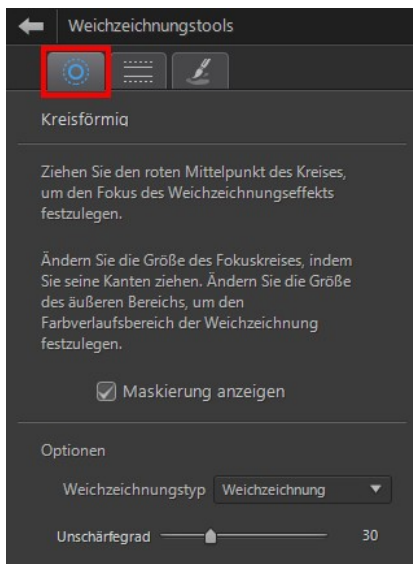 Weichzeichnungstools
Kreisförmig
Ziehen Sie den roten Mittelpunkt des Kreises,
um den Fokus des Weichzeichnungseffekts
festzulegen.
Ändern Sie die Größe des Fokuskreises, indem
Sie seine Kanten ziehen. Ändern Sie die Größe
des äußeren Bereichs, um den
Farbverlaufsbereich der Weichzeichnung
festzulegen.
Maskierung anzeigen
Optionen
Weichzeichnungstyp Weichzeichnung
Unschärfegrad 30